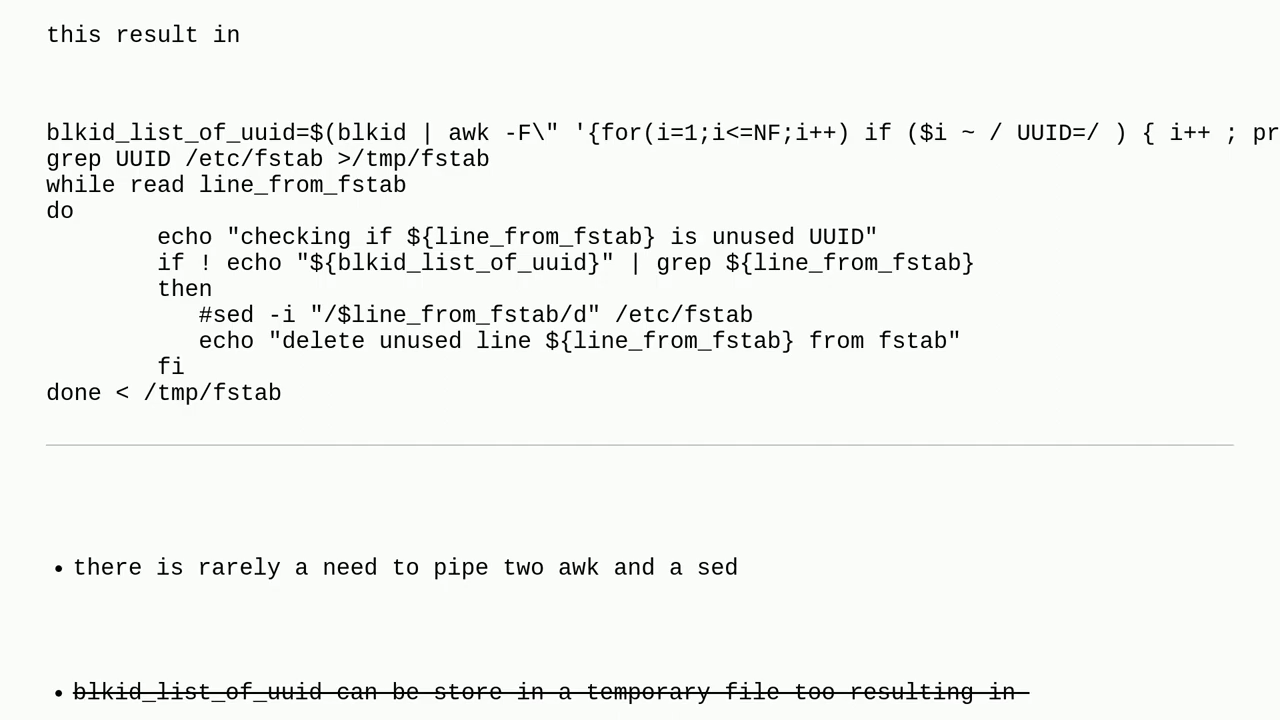 this result in
blkid_list_of_uuid=$(blkid | awk -F\" '{for(i=1;i<=NF;i++) if ($i ~ / UUID=/ ) { i++ ; pr
grep UUID /etc/fstab >/tmp/fstab
while read line_from_fstab
do
        echo "checking if ${line_from_fstab} is unused UUID"
        if ! echo "${blkid_list_of_uuid}" | grep ${line_from_fstab}
        then
           #sed -i "/$line_from_fstab/d" /etc/fstab
           echo "delete unused line ${line_from_fstab} from fstab"
        fi
done < /tmp/fstab
• there is rarely a need to pipe two awk and a sed
• blkid_list_of_uuid can be store in a temporary file too resulting in